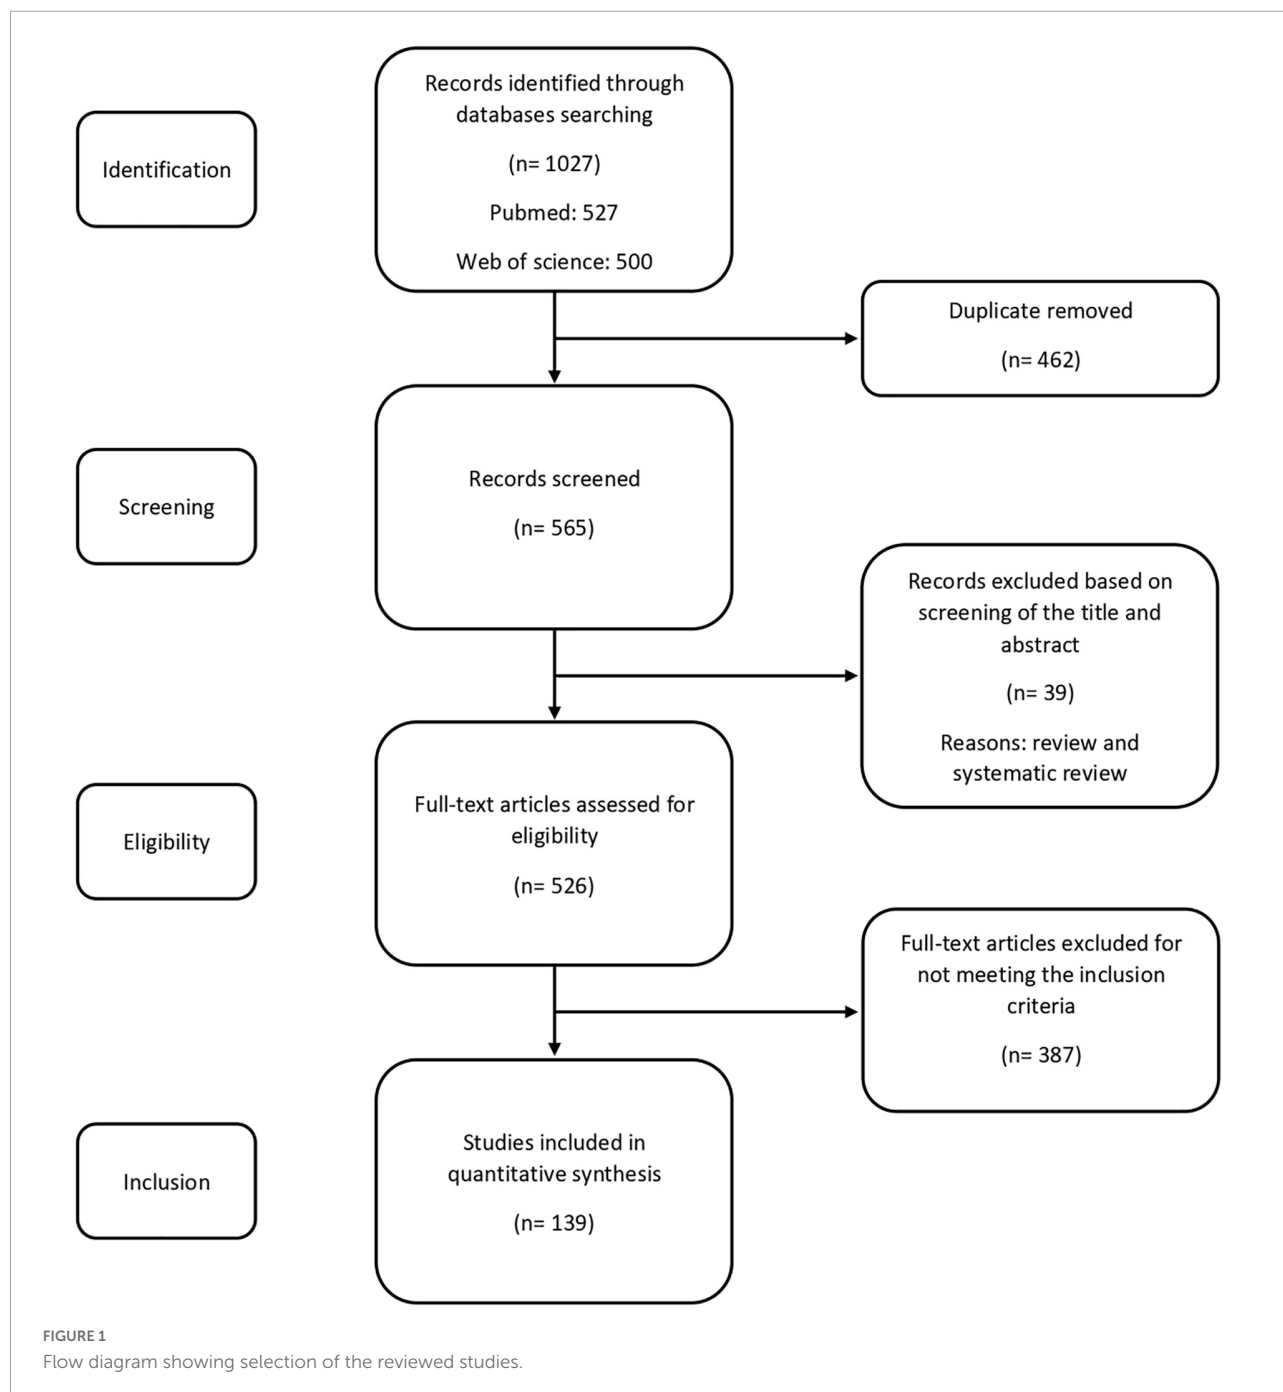 Identification
Records identified through
databases searching
(n= 1027)
Pubmed: 527
Web of science: 500
Duplicate removed
(n= 462)
Screening
Records screened
(n= 565)
Records excluded based on
screening of the title and
abstract
(n= 39)
Reasons: review and
systematic review
Eligibility
Full-text articles assessed for
eligibility
(n= 526)
Full-text articles excluded for
not meeting the inclusion
criteria
(n= 387)
Inclusion
Studies included in
quantitative synthesis
(n= 139)
FIGURE 1
Flow diagram showing selection of the reviewed studies.